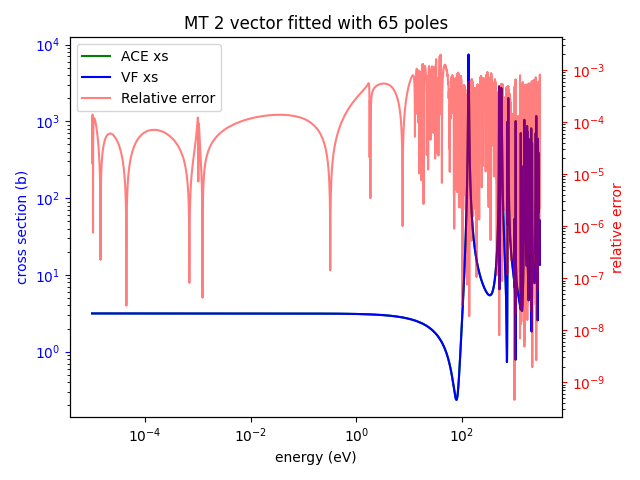 MT 2 vector fitted with 65 poles
ACE xs
VF xs
Relative error
cross section (b)
10^4
10^3
10^2
10^1
10^0
10^-3
10^-4
10^-5
10^-6
10^-7
10^-8
10^-9
relative error
10^-4
10^-2
10^0
10^2
energy (eV)